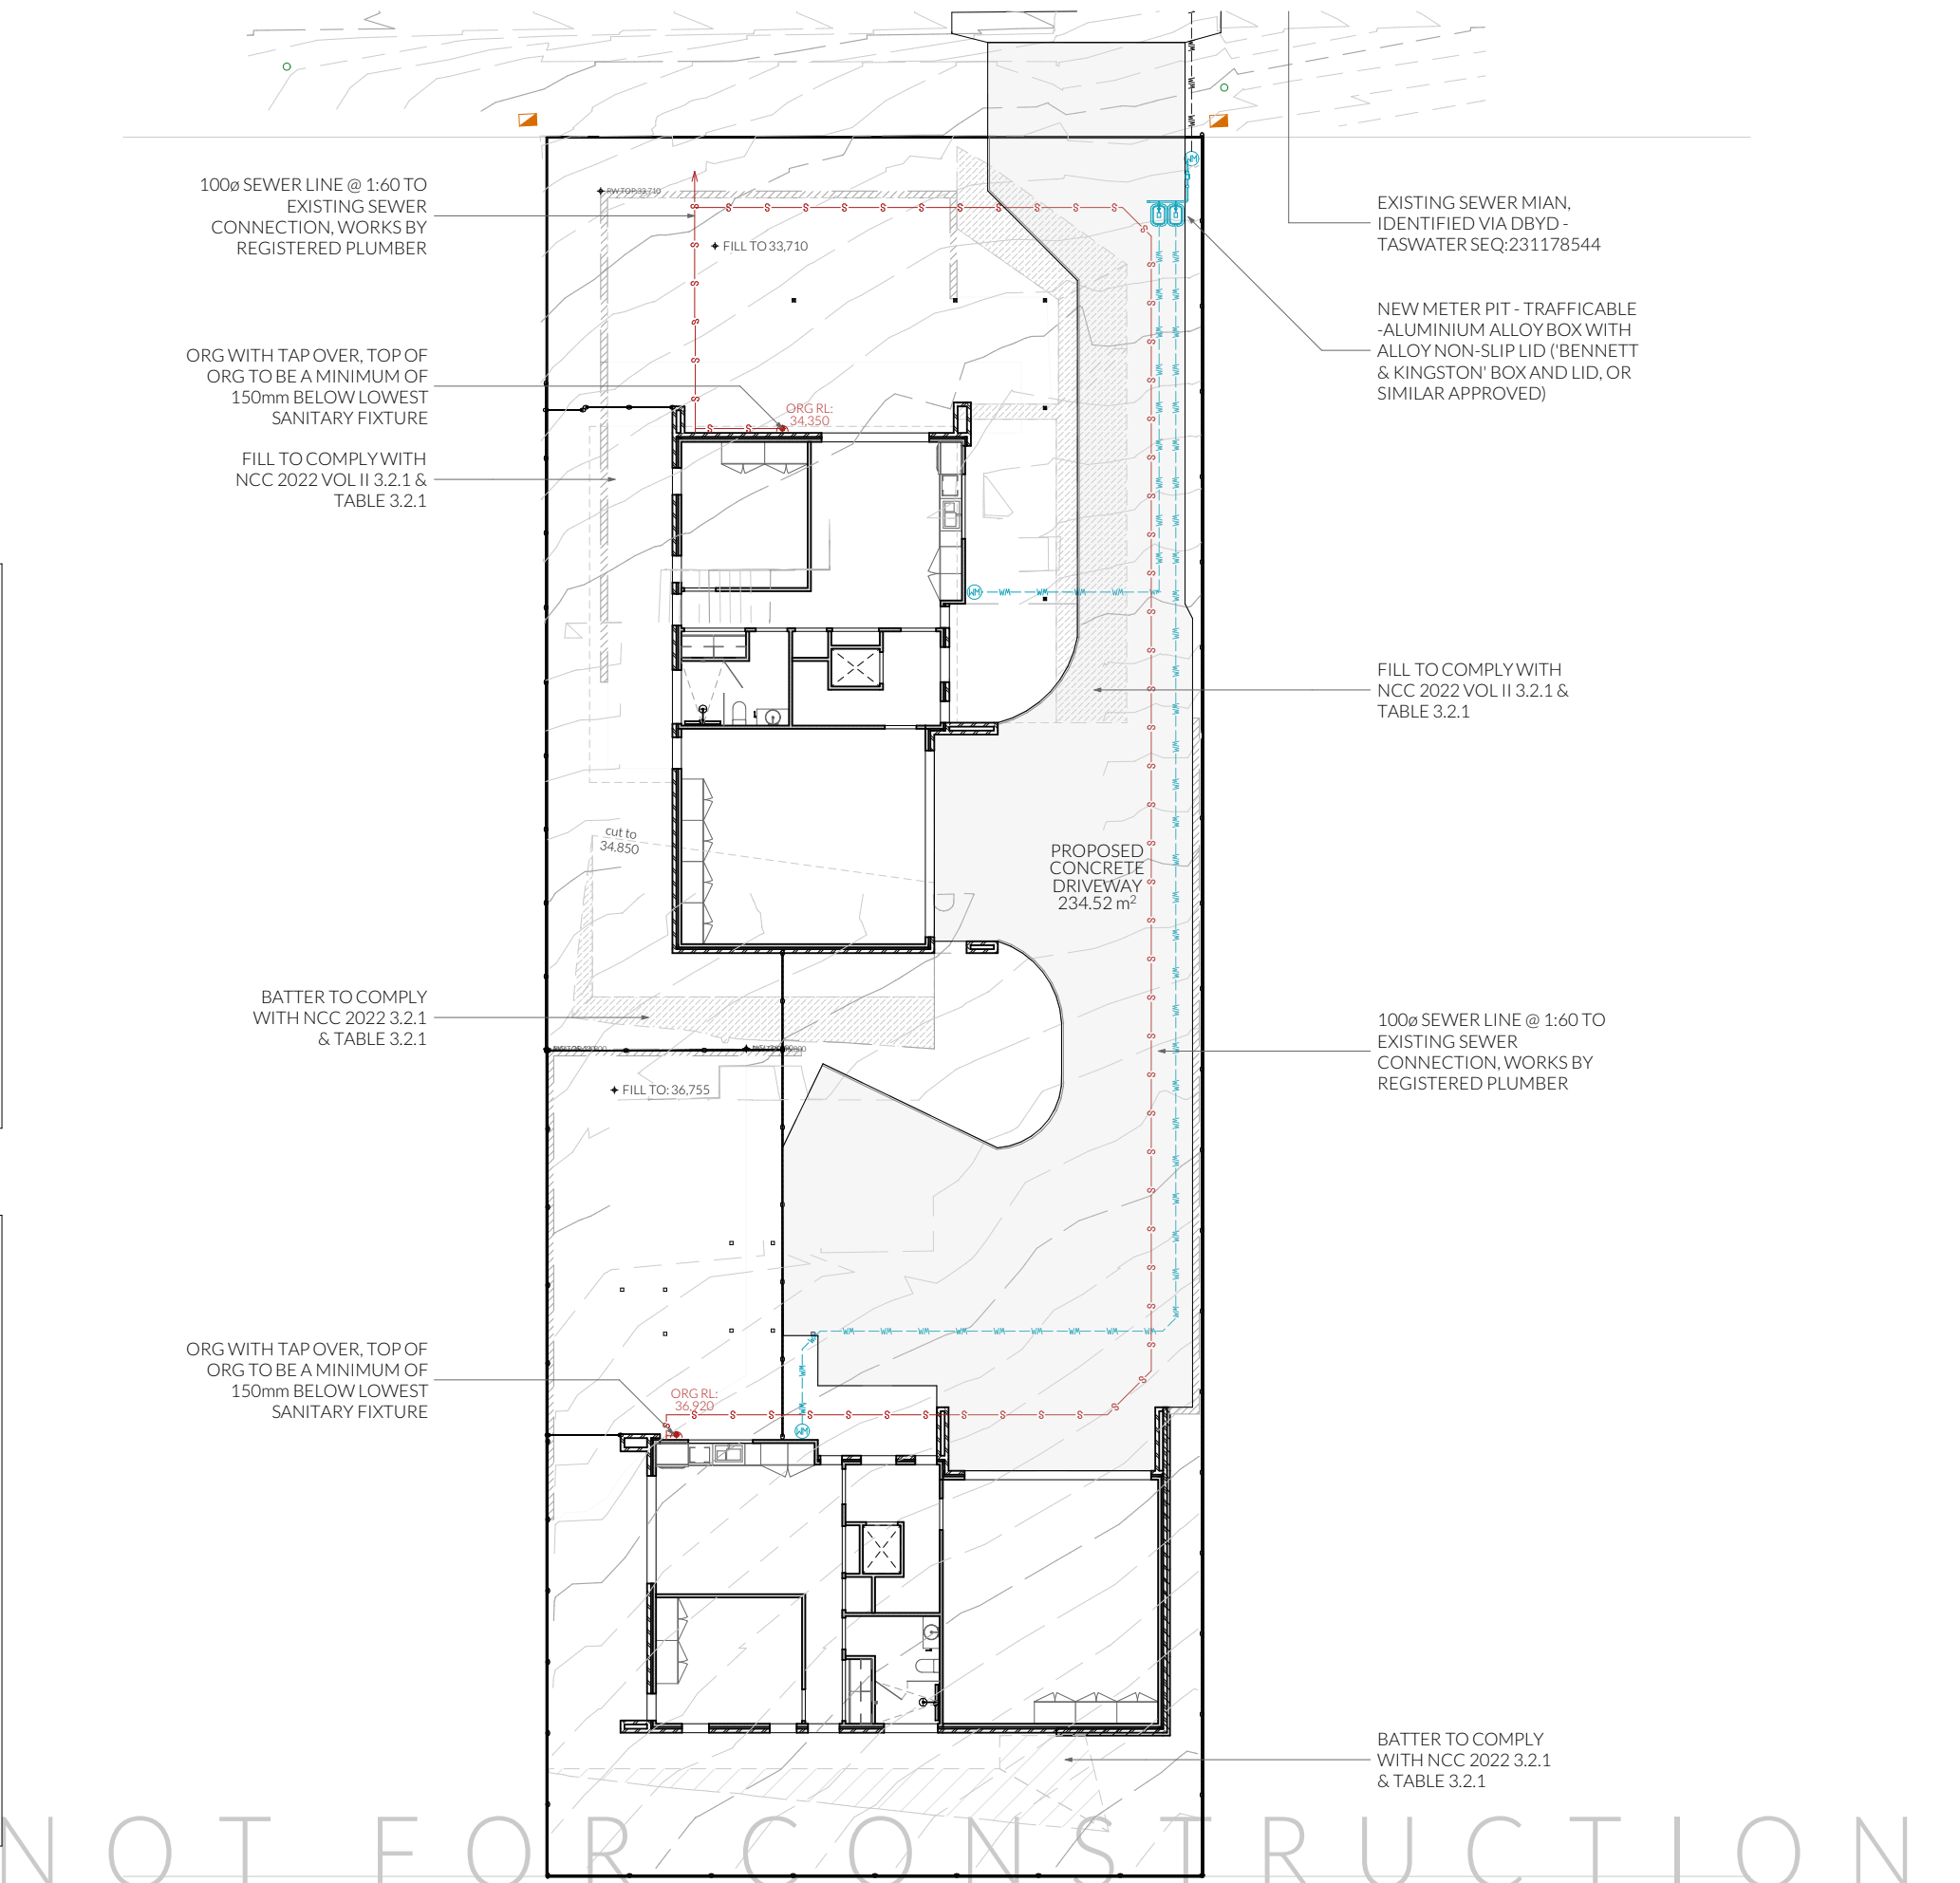 100ø SEWER LINE @ 1:60 TO
EXISTING SEWER
CONNECTION, WORKS BY
REGISTERED PLUMBER
RW TOP 33,710
FILL TO 33,710
EXISTING SEWER MIAN,
IDENTIFIED VIA DBYD -
TASWATER SEQ:231178544
NEW METER PIT - TRAFFICABLE
-ALUMINIUM ALLOY BOX WITH
ALLOY NON-SLIP LID ('BENNETT
& KINGSTON' BOX AND LID, OR
SIMILAR APPROVED)
ORG WITH TAP OVER, TOP OF
ORG TO BE A MINIMUM OF
150mm BELOW LOWEST
SANITARY FIXTURE
ORG RL:
34,350
FILL TO COMPLY WITH
NCC 2022 VOL II 3.2.1 &
TABLE 3.2.1
FILL TO COMPLY WITH
NCC 2022 VOL II 3.2.1 &
TABLE 3.2.1
cut to
34.850
PROPOSED
CONCRETE
DRIVEWAY
234.52 m²
BATTER TO COMPLY
WITH NCC 2022 3.2.1
& TABLE 3.2.1
100ø SEWER LINE @ 1:60 TO
EXISTING SEWER
CONNECTION, WORKS BY
REGISTERED PLUMBER
FILL TO: 36,755
ORG WITH TAP OVER, TOP OF
ORG TO BE A MINIMUM OF
150mm BELOW LOWEST
SANITARY FIXTURE
ORG RL:
36,920
BATTER TO COMPLY
WITH NCC 2022 3.2.1
& TABLE 3.2.1
NOT FOR CONSTRUCTION